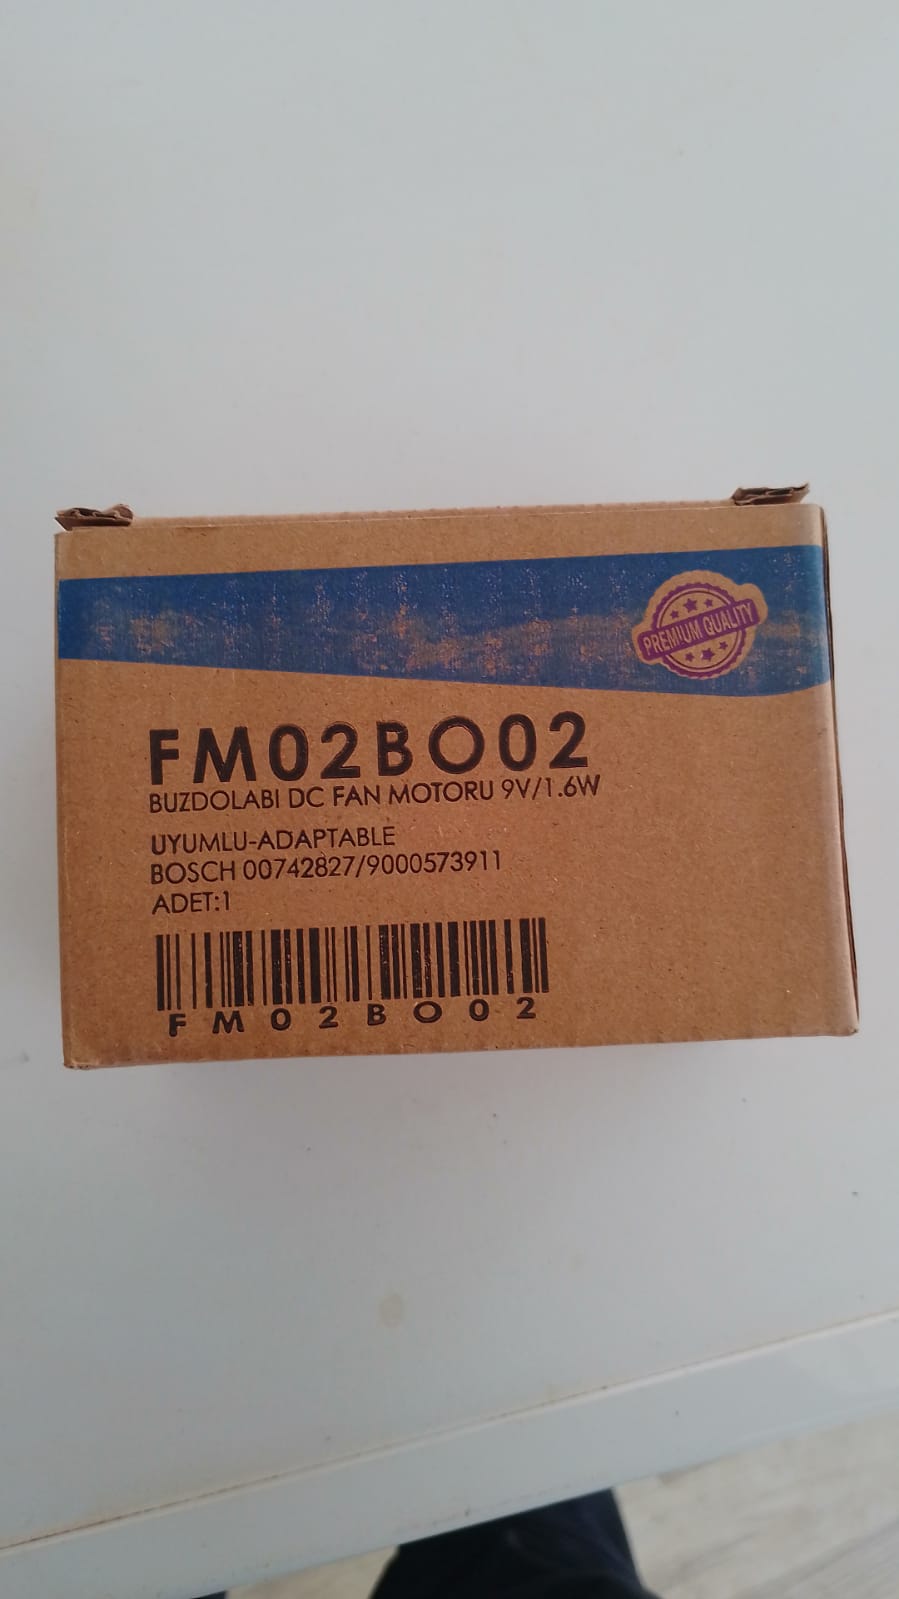 PREMIUM QUALITY
FM02BO02
BUZDOLABI DC FAN MOTORU 9V/1.6W
UYUMLU-ADAPTABLE
BOSCH 00742827/9000573911
ADET:1
FM02BO02